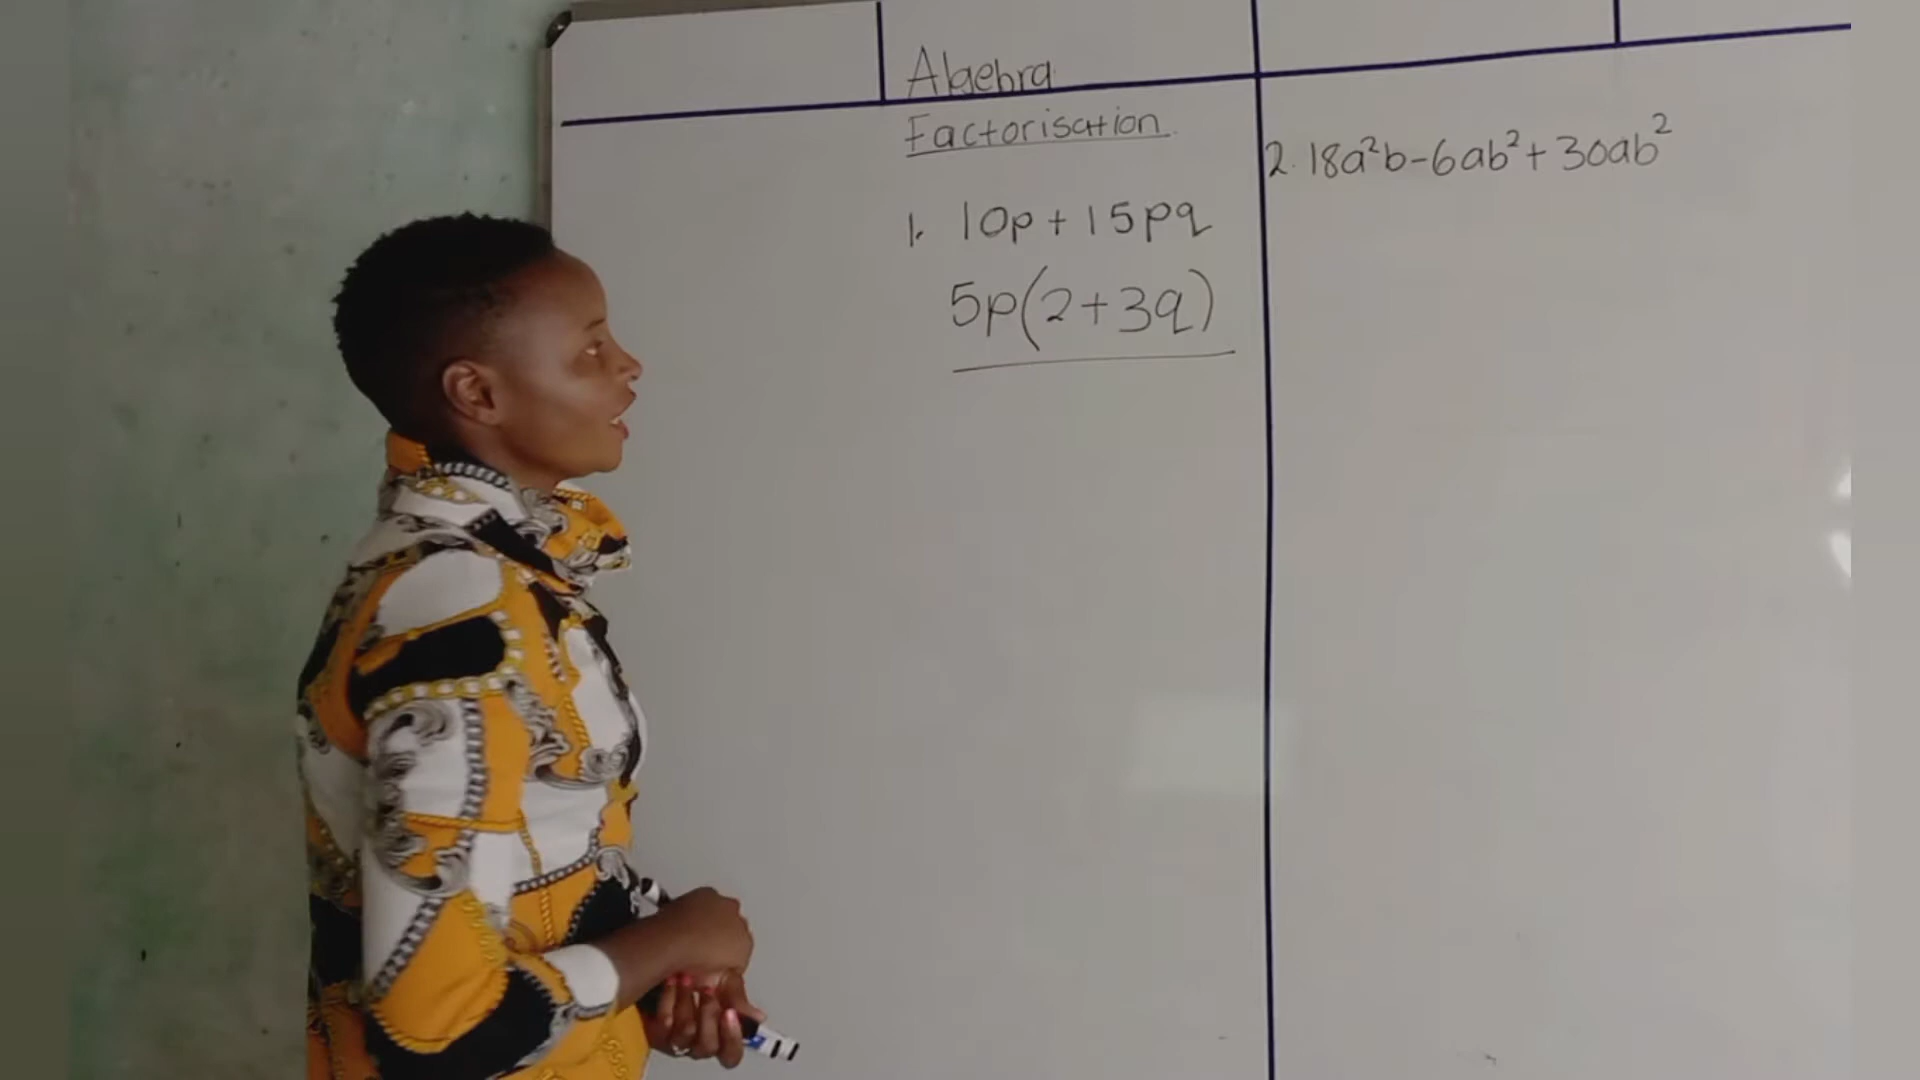 Algebra
Factorisation.
1. 10p + 15pq
5p(2+3q)
2. 18a²b-6ab²+30ab²